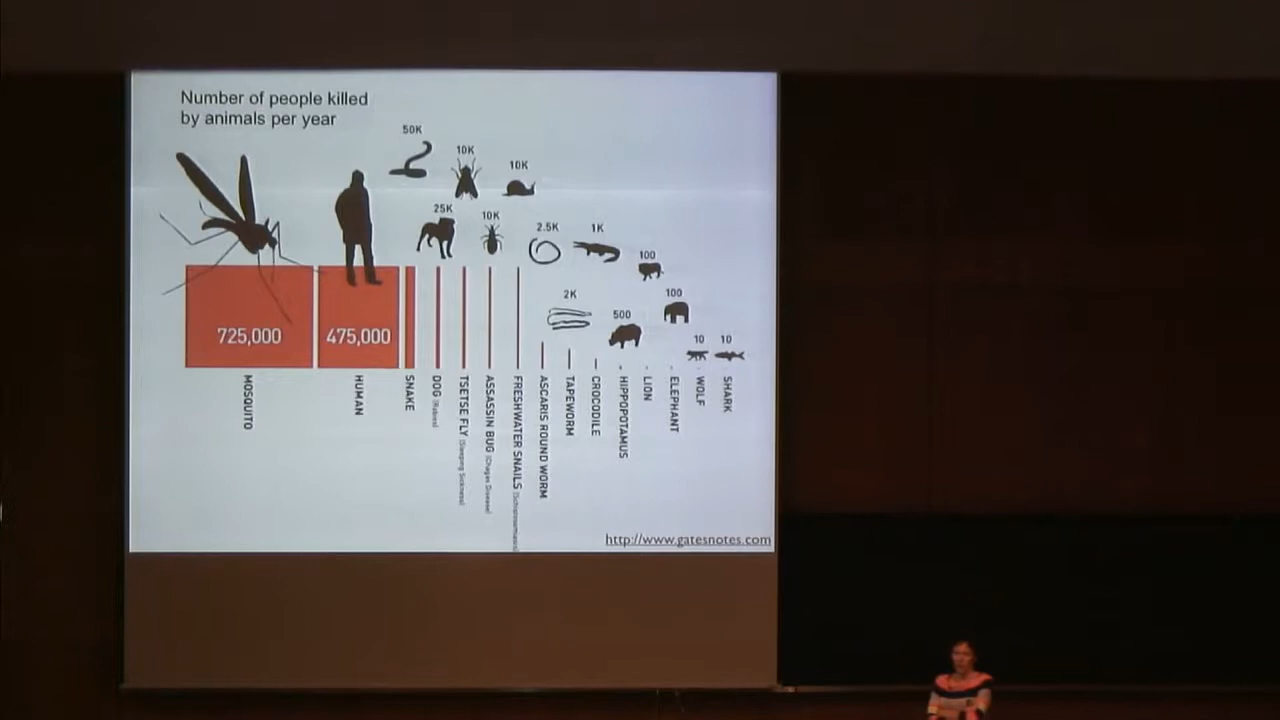 Number of people killed
by animals per year
50K
10K
10K
25K
10K
2.5K
1K
100
2K
500
100
10
10
725,000
475,000
MOSQUITO
HUMAN
SNAKE
DOG (Rabies)
TSETSE FLY (Sleeping Sickness)
ASSASSIN BUG (Chagas Disease)
FRESHWATER SNAILS (Schistosomiasis)
ASCARIS ROUND WORM
TAPEWORM
CROCODILE
HIPPOPOTAMUS
LION
ELEPHANT
WOLF
SHARK
http://www.gatesnotes.com